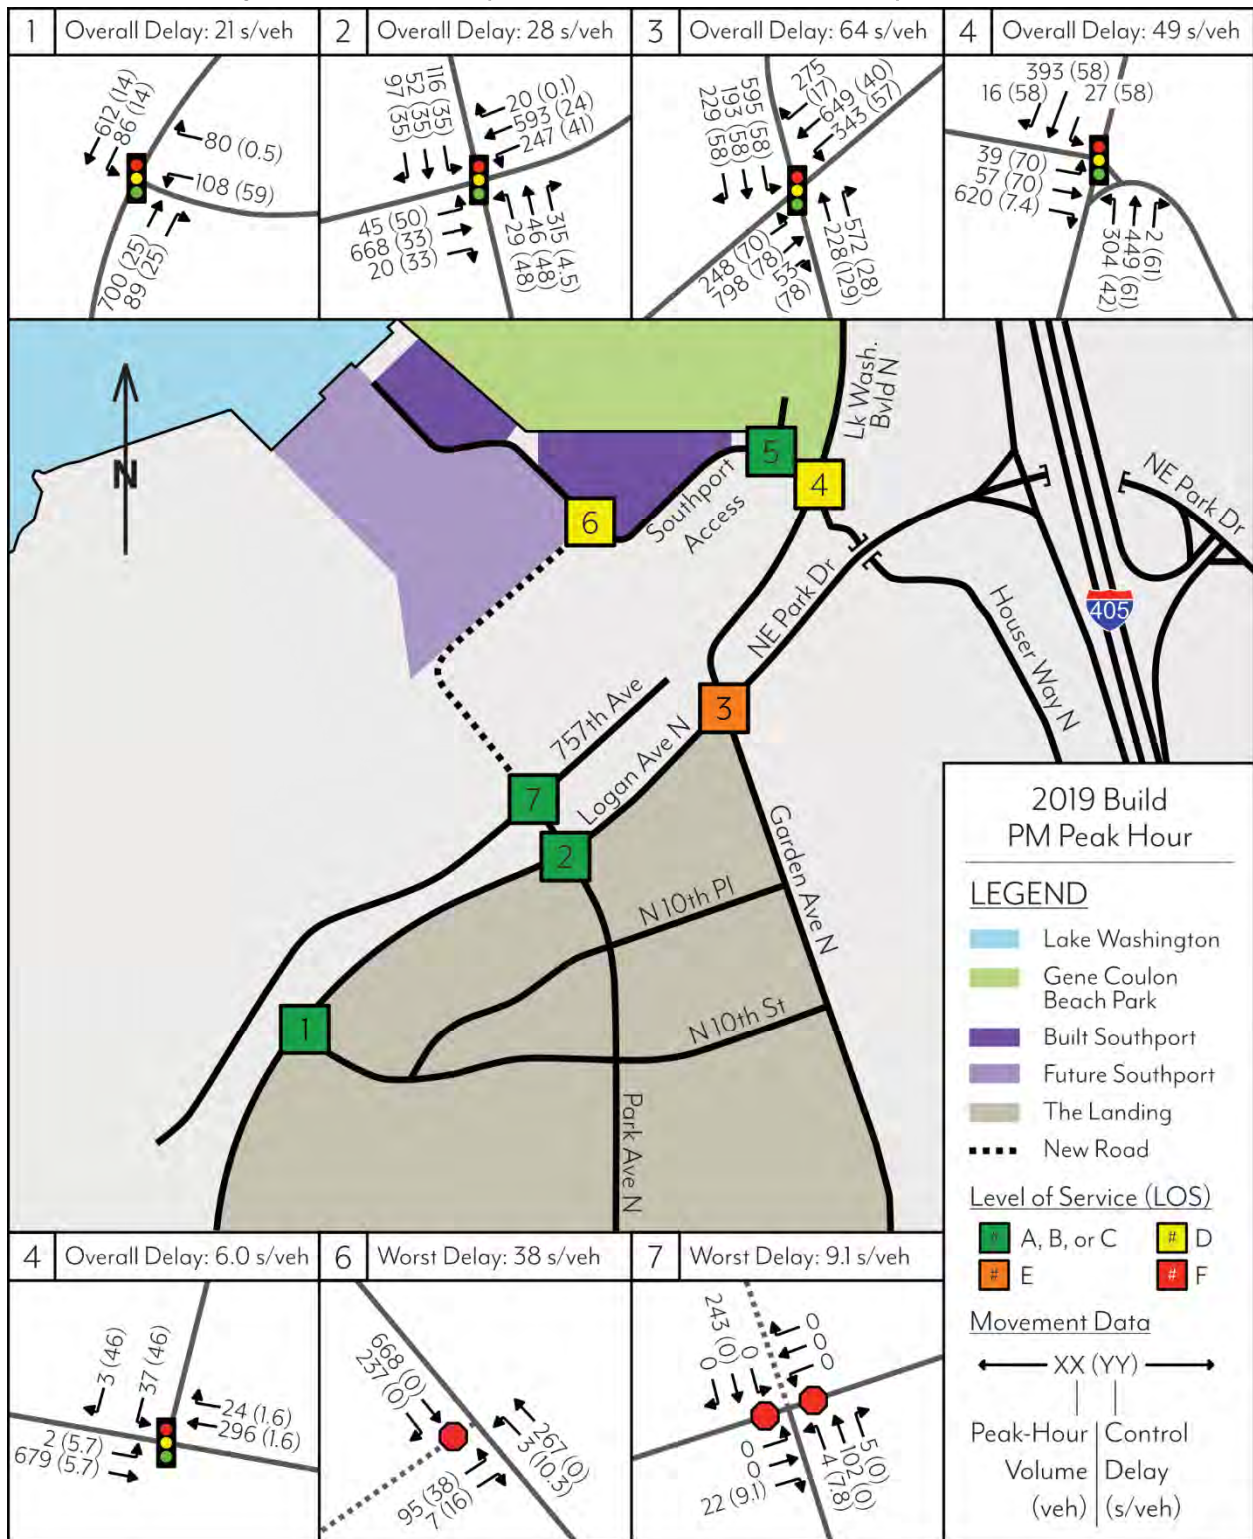 1 Overall Delay: 21 s/veh
2 Overall Delay: 28 s/veh
3 Overall Delay: 64 s/veh
4 Overall Delay: 49 s/veh
612 (14)
86 (14)
80 (0.5)
108 (59)
700 (25)
89 (25)
116 (35)
52 (35)
97 (35)
20 (0.1)
593 (24)
247 (41)
45 (50)
668 (33)
20 (33)
315 (4.5)
46 (48)
29 (48)
595 (58)
193 (58)
229 (58)
275 (17)
649 (40)
343 (57)
248 (70)
798 (78)
53 (78)
572 (28)
228 (129)
393 (58)
16 (58)
27 (58)
39 (70)
57 (70)
620 (7.4)
2 (61)
449 (61)
304 (42)
N
Lk Wash.
Bvld N
5
4
6
Southport
Access
NE Park Dr
NE Park Dr
405
Houser Way N
3
757th Ave
Logan Ave N
7
2
Garden Ave N
N 10th Pl
N 10th St
1
Park Ave N
2019 Build
PM Peak Hour
LEGEND
Lake Washington
Gene Coulon
Beach Park
Built Southport
Future Southport
The Landing
New Road
Level of Service (LOS)
# A, B, or C
# D
# E
# F
Movement Data
XX (YY)
Peak-Hour
Volume
(veh)
Control
Delay
(s/veh)
4 Overall Delay: 6.0 s/veh
6 Worst Delay: 38 s/veh
7 Worst Delay: 9.1 s/veh
3 (46)
37 (46)
24 (1.6)
296 (1.6)
2 (5.7)
679 (5.7)
668 (0)
237 (0)
267 (0)
3 (10.3)
95 (38)
7 (16)
243 (0)
0
0
0
0
0
0
0
22 (9.1)
5 (0)
102 (0)
4 (7.8)